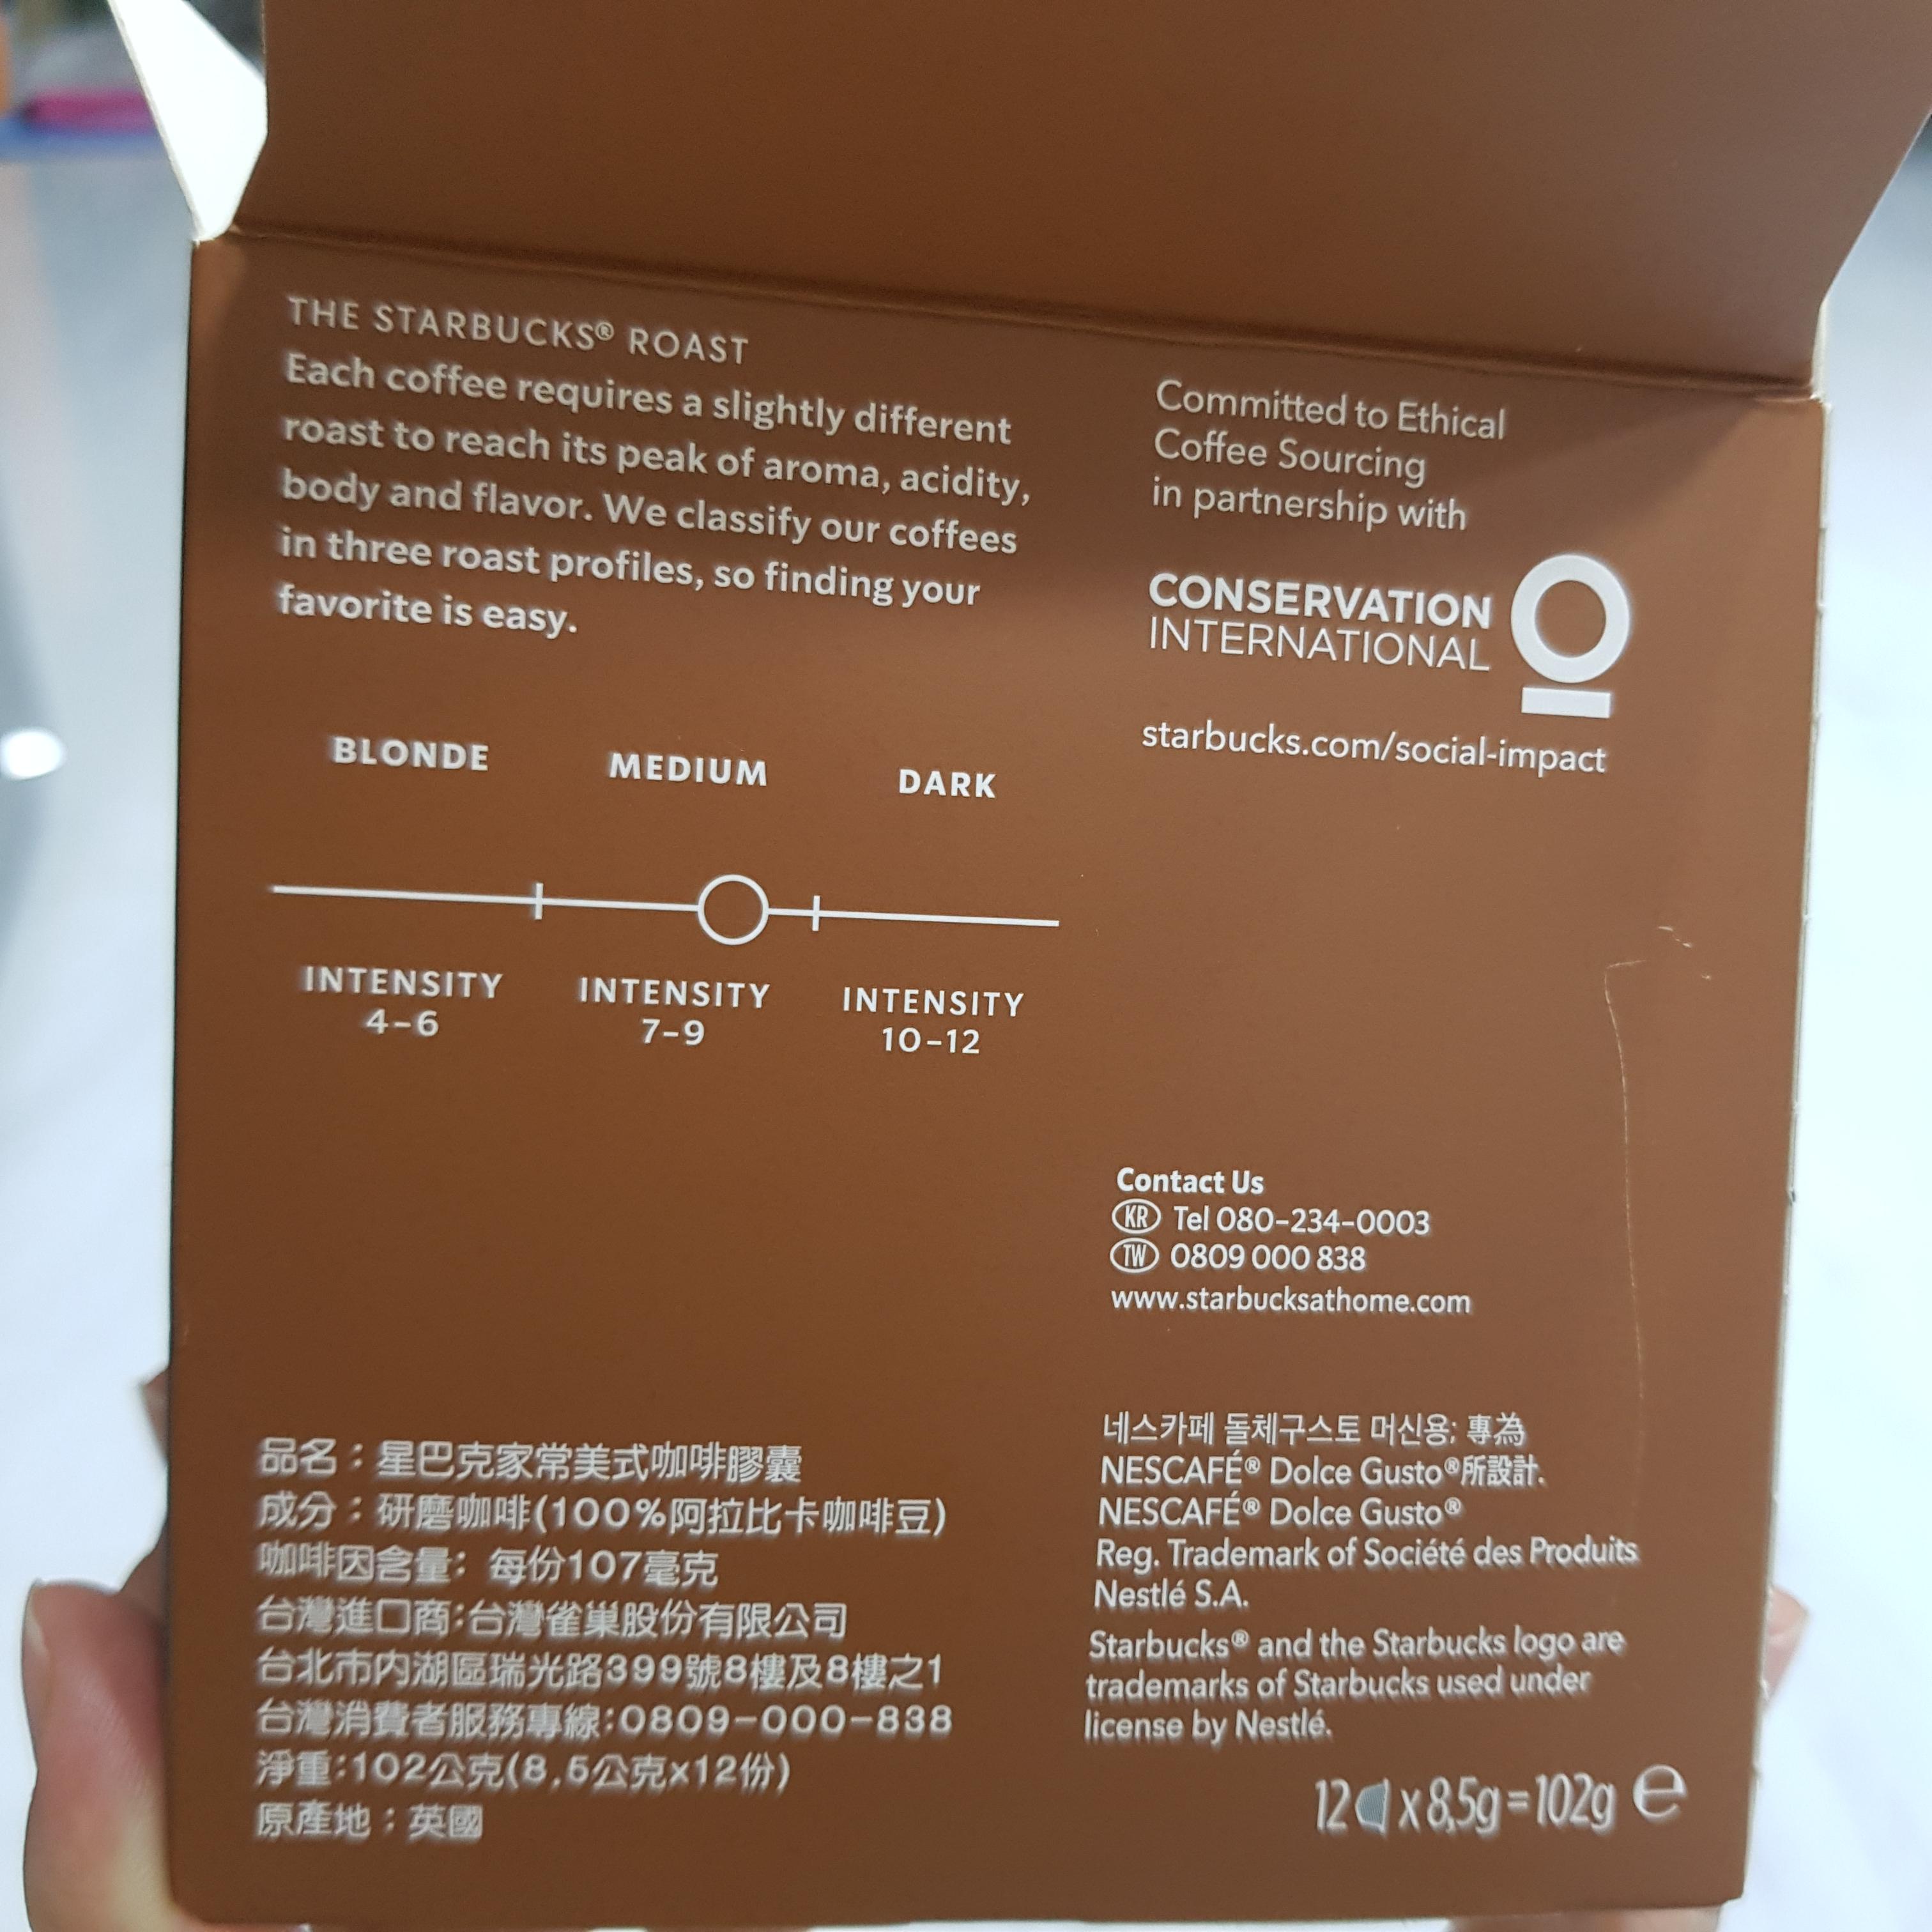 THE STARBUCKS® ROAST
Each coffee requires a slightly different
roast to reach its peak of aroma, acidity,
body and flavor. We classify our coffees
in three roast profiles, so finding your
favorite is easy.
BLONDE
MEDIUM
DARK
INTENSITY
4-6
INTENSITY
7-9
INTENSITY
10-12
Committed to Ethical
Coffee Sourcing
in partnership with
CONSERVATION
INTERNATIONAL
starbucks.com/social-impact
Contact Us
KR Tel 080-234-0003
TW 0809 000 838
www.starbucksathome.com
品名：星巴克家常美式咖啡膠囊
成分：研磨咖啡(100%阿拉比卡咖啡豆)
咖啡因含量: 每份107毫克
台灣進口商:台灣雀巢股份有限公司
台北市內湖區瑞光路399號8樓及8樓之1
台灣消費者服務專線:0809-000-838
淨重:102公克(8.5公克x12份)
原產地：英國
네스카페 돌체구스토 머신용; 專為
NESCAFÉ® Dolce Gusto®所設計.
NESCAFÉ® Dolce Gusto®
Reg. Trademark of Société des Produits
Nestlé S.A.
Starbucks® and the Starbucks logo are
trademarks of Starbucks used under
license by Nestlé.
12 x 8,5g=102g e